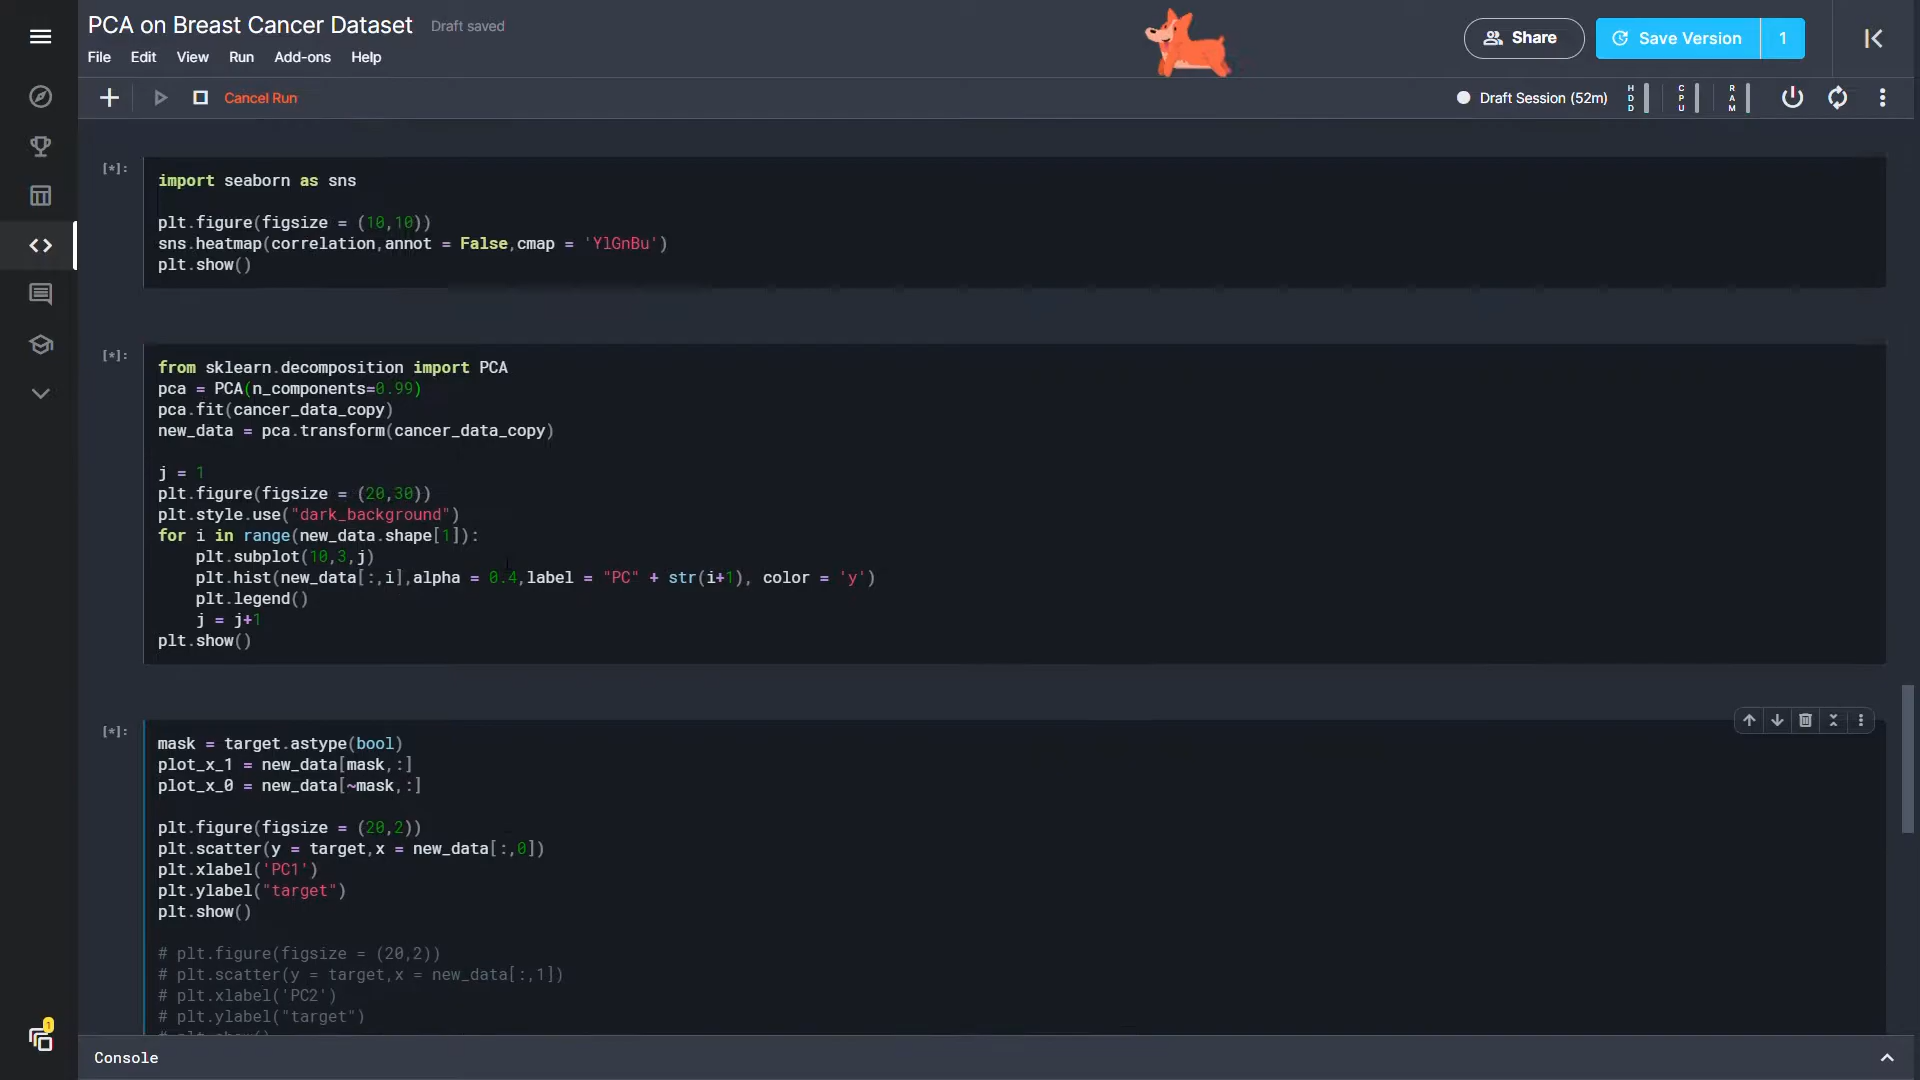 PCA on Breast Cancer Dataset Draft saved
File Edit View Run Add-ons Help
Share
Save Version 1
Cancel Run
Draft Session (52m) HDD CPU RAM
[*]:
import seaborn as sns
plt.figure(figsize = (10,10))
sns.heatmap(correlation,annot = False,cmap = 'YlGnBu')
plt.show()
[*]:
from sklearn.decomposition import PCA
pca = PCA(n_components=0.99)
pca.fit(cancer_data_copy)
new_data = pca.transform(cancer_data_copy)
j = 1
plt.figure(figsize = (20,30))
plt.style.use("dark_background")
for i in range(new_data.shape[1]):
    plt.subplot(10,3,j)
    plt.hist(new_data[:,i],alpha = 0.4,label = "PC" + str(i+1), color = 'y')
    plt.legend()
    j = j+1
plt.show()
[*]:
mask = target.astype(bool)
plot_x_1 = new_data[mask,:]
plot_x_0 = new_data[~mask,:]
plt.figure(figsize = (20,2))
plt.scatter(y = target,x = new_data[:,0])
plt.xlabel('PC1')
plt.ylabel("target")
plt.show()
# plt.figure(figsize = (20,2))
# plt.scatter(y = target,x = new_data[:,1])
# plt.xlabel('PC2')
# plt.ylabel("target")
1
Console